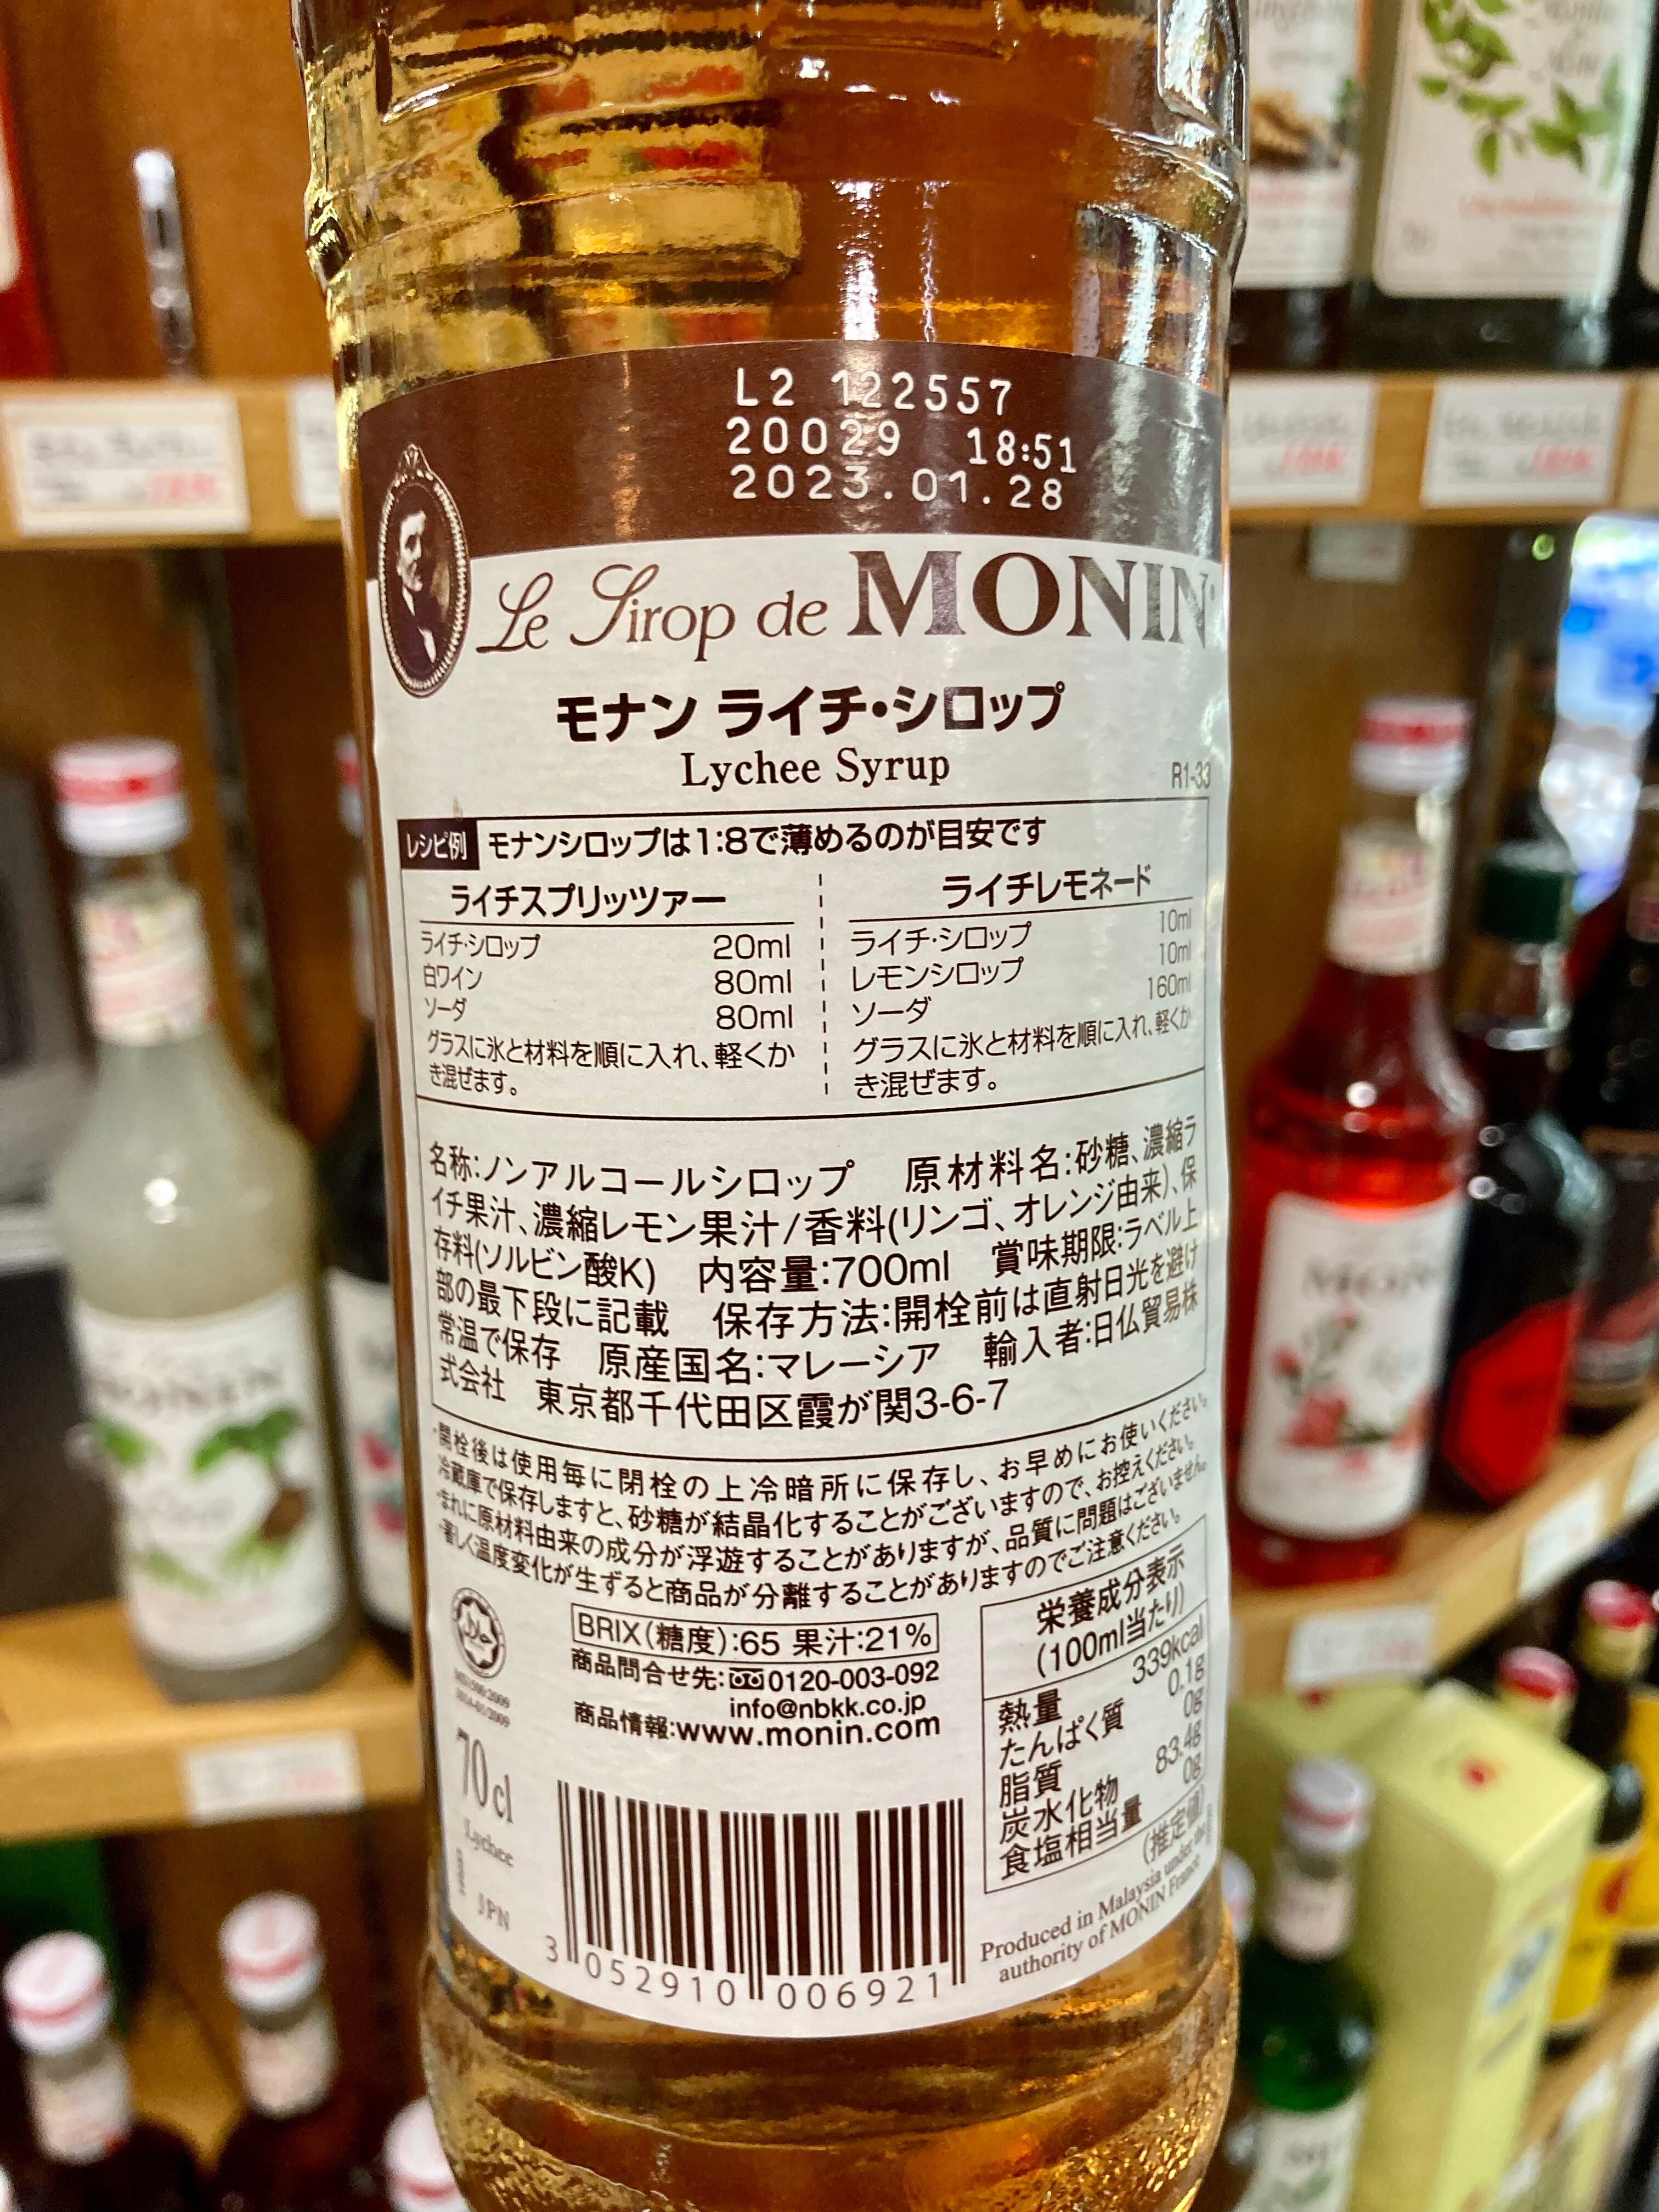 L2 122557
20029 18:51
2023.01.28
Le Sirop de MONIN
モナン ライチ・シロップ
Lychee Syrup
R1-33
レシピ例 モナンシロップは1:8で薄めるのが目安です
ライチスプリッツァー
ライチ・シロップ 20ml
白ワイン 80ml
ソーダ 80ml
グラスに氷と材料を順に入れ、軽くか
き混ぜます。
ライチレモネード
ライチ・シロップ 10ml
レモンシロップ 10ml
ソーダ 160ml
グラスに氷と材料を順に入れ、軽くか
き混ぜます。
名称:ノンアルコールシロップ 原材料名:砂糖、濃縮ラ
イチ果汁、濃縮レモン果汁/香料(リンゴ、オレンジ由来)、保
存料(ソルビン酸K) 内容量:700ml 賞味期限:ラベル上
部の最下段に記載 保存方法:開栓前は直射日光を避け
常温で保存 原産国名:マレーシア 輸入者:日仏貿易株
式会社 東京都千代田区霞が関3-6-7
・開栓後は使用毎に閉栓の上冷暗所に保存し、お早めにお使いください。
冷蔵庫で保存しますと、砂糖が結晶化することがございますので、お控えください。
・まれに原材料由来の成分が浮遊することがありますが、品質に問題はございません。
・著しく温度変化が生ずると商品が分離することがありますのでご注意ください。
BRIX(糖度):65 果汁:21%
商品問合せ先:0120-003-092
info@nbkk.co.jp
商品情報:www.monin.com
栄養成分表示
(100ml当たり)
熱量 339kcal
たんぱく質 0.1g
脂質 0g
炭水化物 83.4g
食塩相当量 0g
(推定値)
70 cl
Lychee
JPN
3 052910 006921
Produced in Malaysia under the
authority of MONIN France
MONIN